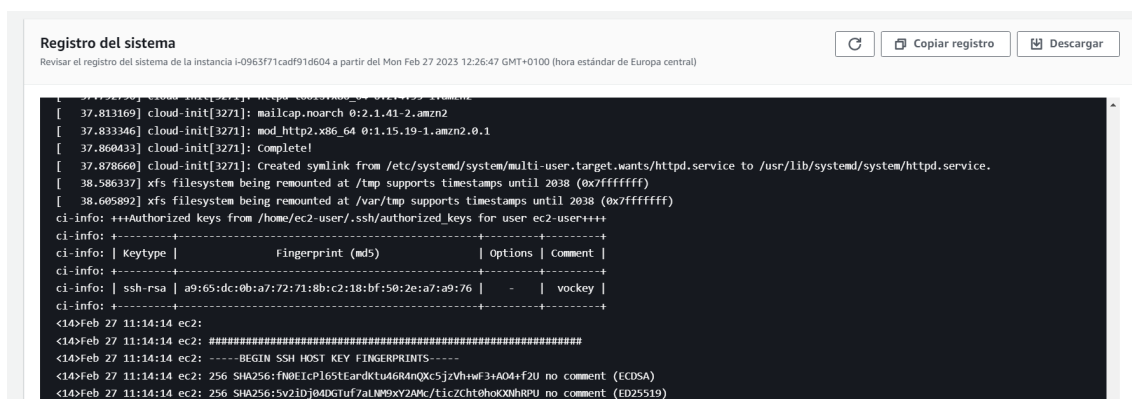 Registro del sistema
Copiar registro
Descargar
Revisar el registro del sistema de la instancia i-0963f71cadf91d604 a partir del Mon Feb 27 2023 12:26:47 GMT+0100 (hora estándar de Europa central)
[   37.813169] cloud-init[3271]: mailcap.noarch 0:2.1.41-2.amzn2
[   37.833346] cloud-init[3271]: mod_http2.x86_64 0:1.15.19-1.amzn2.0.1
[   37.860433] cloud-init[3271]: Complete!
[   37.878660] cloud-init[3271]: Created symlink from /etc/systemd/system/multi-user.target.wants/httpd.service to /usr/lib/systemd/system/httpd.service.
[   38.586337] xfs filesystem being remounted at /tmp supports timestamps until 2038 (0x7fffffff)
[   38.605892] xfs filesystem being remounted at /var/tmp supports timestamps until 2038 (0x7fffffff)
ci-info: +++Authorized keys from /home/ec2-user/.ssh/authorized_keys for user ec2-user++++
ci-info: +---------+-------------------------------------------------+---------+---------+
ci-info: | Keytype |                Fingerprint (md5)                | Options | Comment |
ci-info: +---------+-------------------------------------------------+---------+---------+
ci-info: | ssh-rsa | a9:65:dc:0b:a7:72:71:8b:c2:18:bf:50:2e:a7:a9:76 |    -    |  vockey |
ci-info: +---------+-------------------------------------------------+---------+---------+
<14>Feb 27 11:14:14 ec2:
<14>Feb 27 11:14:14 ec2: #############################################################
<14>Feb 27 11:14:14 ec2: -----BEGIN SSH HOST KEY FINGERPRINTS-----
<14>Feb 27 11:14:14 ec2: 256 SHA256:fN0EIcPl65tEardKtu46R4nQXc5jzVh+wF3+AO4+f2U no comment (ECDSA)
<14>Feb 27 11:14:14 ec2: 256 SHA256:5v2iDj04DGTuf7aLNM9xY2AMc/ticZCht0hoKXNhRPU no comment (ED25519)